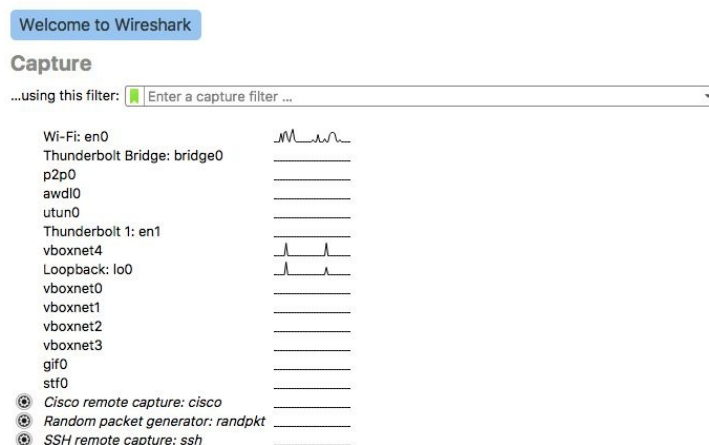 Welcome to Wireshark
Capture
...using this filter: Enter a capture filter ...
Wi-Fi: en0
Thunderbolt Bridge: bridge0
p2p0
awdl0
utun0
Thunderbolt 1: en1
vboxnet4
Loopback: lo0
vboxnet0
vboxnet1
vboxnet2
vboxnet3
gif0
stf0
Cisco remote capture: cisco
Random packet generator: randpkt
SSH remote capture: ssh